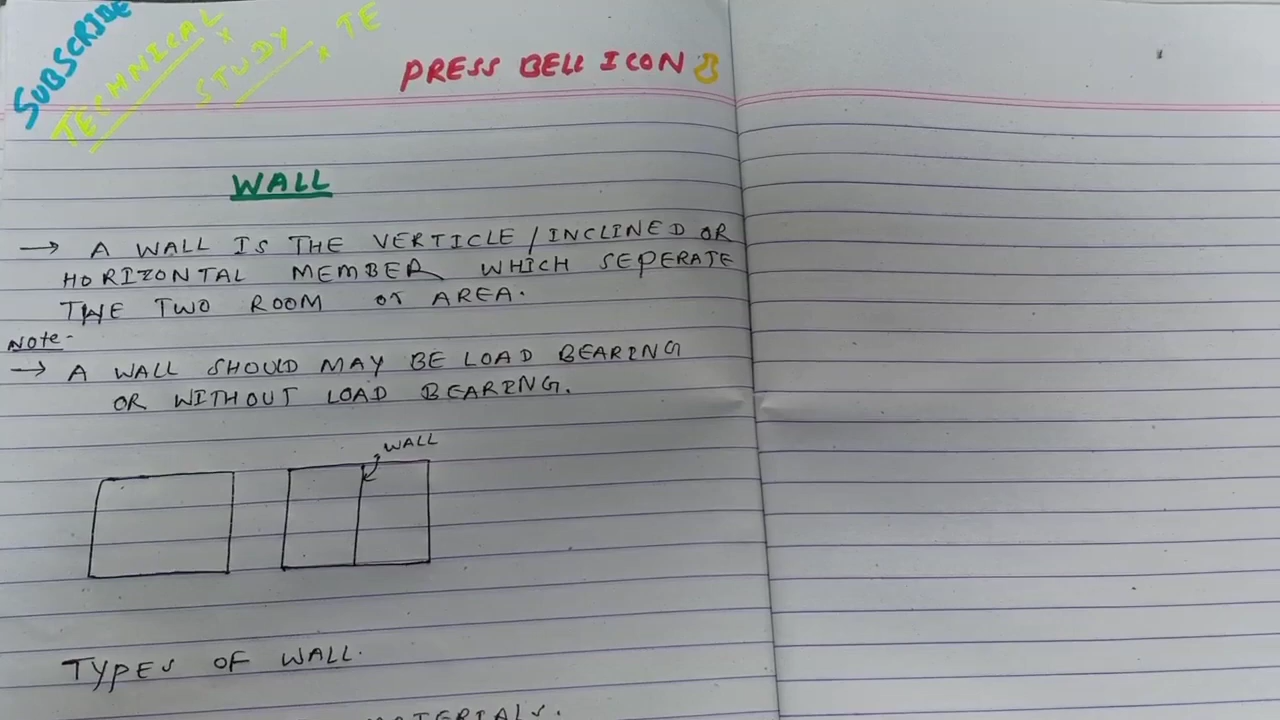 SUBSCRIBE
TECHNICAL x
STUDY x TE
PRESS BELL ICON
WALL
→ A WALL IS THE VERTICLE / INCLINED OR
HORIZONTAL MEMBER WHICH SEPERATE
THE TWO ROOM or AREA.
Note-
→ A WALL SHOULD MAY BE LOAD BEARING
OR WITHOUT LOAD BEARING.
WALL
TYPES OF WALL.
MATERIALS.